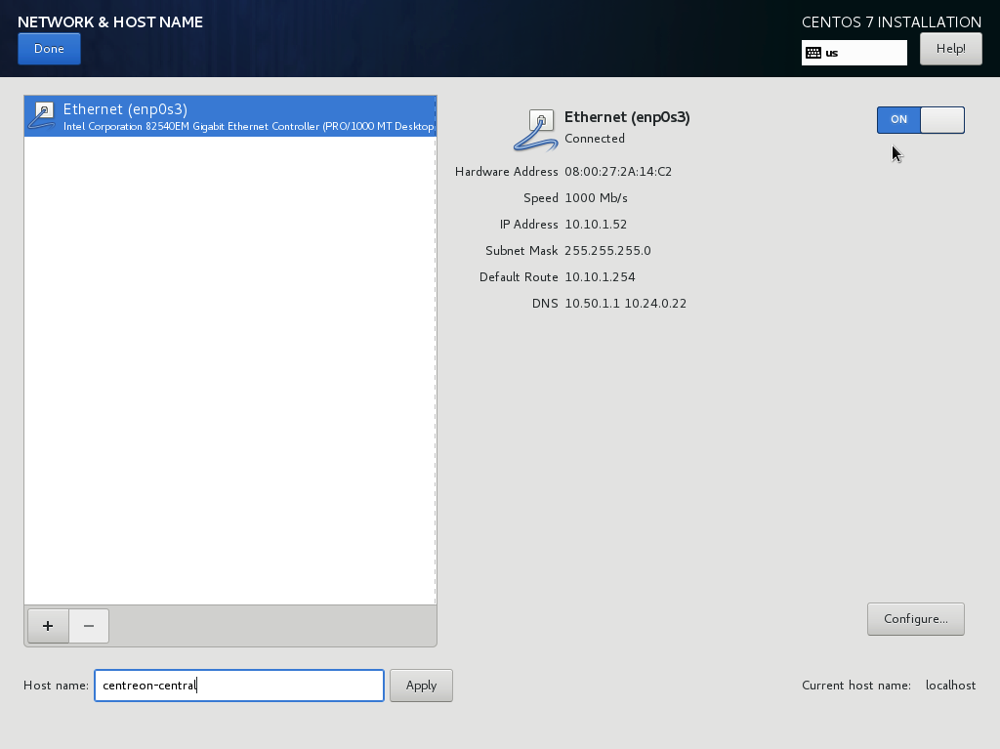 NETWORK & HOST NAME
CENTOS 7 INSTALLATION
Done
us
Help!
Ethernet (enp0s3)
Intel Corporation 82540EM Gigabit Ethernet Controller (PRO/1000 MT Desktop
Ethernet (enp0s3)
Connected
ON
Hardware Address 08:00:27:2A:14:C2
Speed 1000 Mb/s
IP Address 10.10.1.52
Subnet Mask 255.255.255.0
Default Route 10.10.1.254
DNS 10.50.1.1 10.24.0.22
+ −
Configure...
Host name: centreon-central Apply
Current host name: localhost